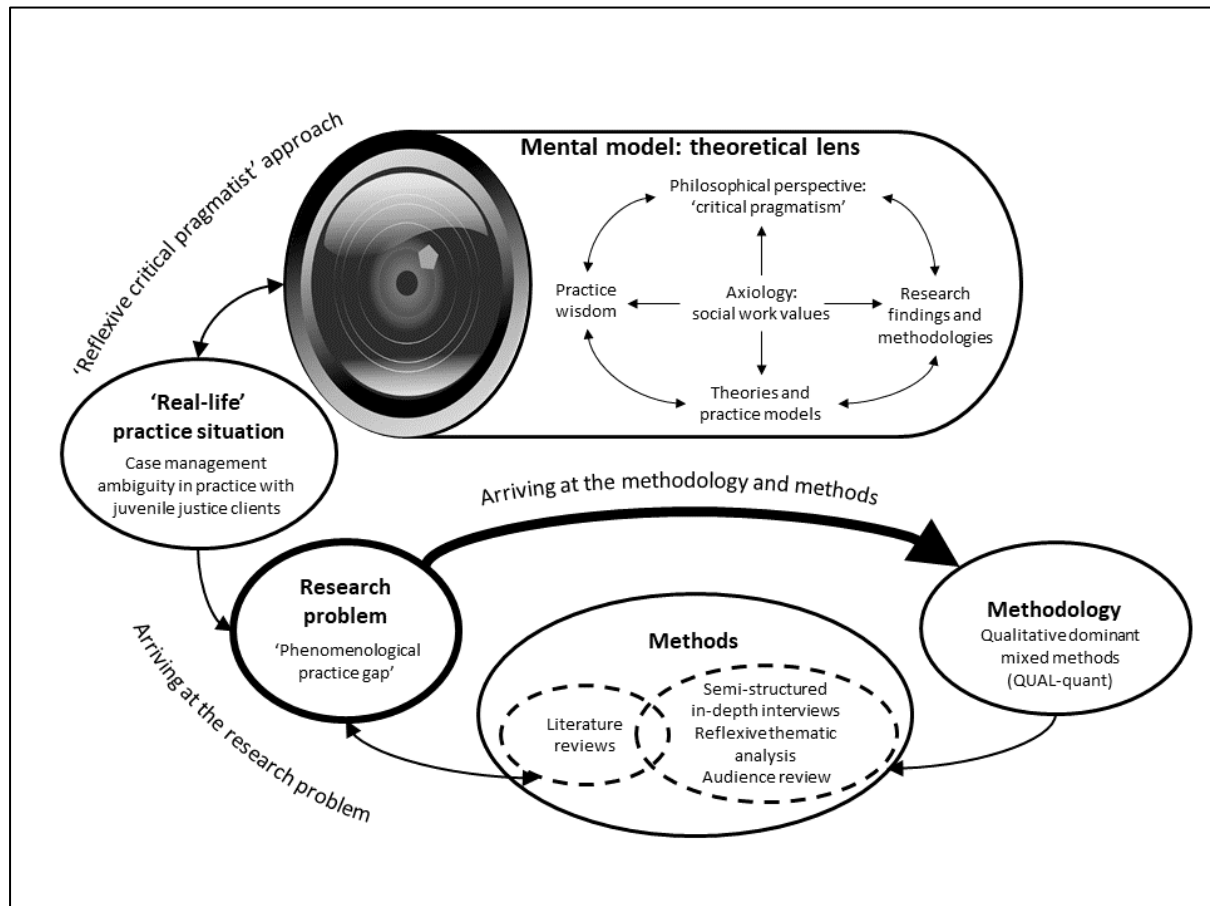 'Reflexive critical pragmatist' approach
Mental model: theoretical lens
Philosophical perspective:
'critical pragmatism'
Practice
wisdom
Axiology:
social work values
Research
findings and
methodologies
Theories and
practice models
'Real-life'
practice situation
Case management
ambiguity in practice with
juvenile justice clients
Arriving at the methodology and methods
Research
problem
'Phenomenological
practice gap'
Arriving at the research problem
Methods
Literature
reviews
Semi-structured
in-depth interviews
Reflexive thematic
analysis
Audience review
Methodology
Qualitative dominant
mixed methods
(QUAL-quant)